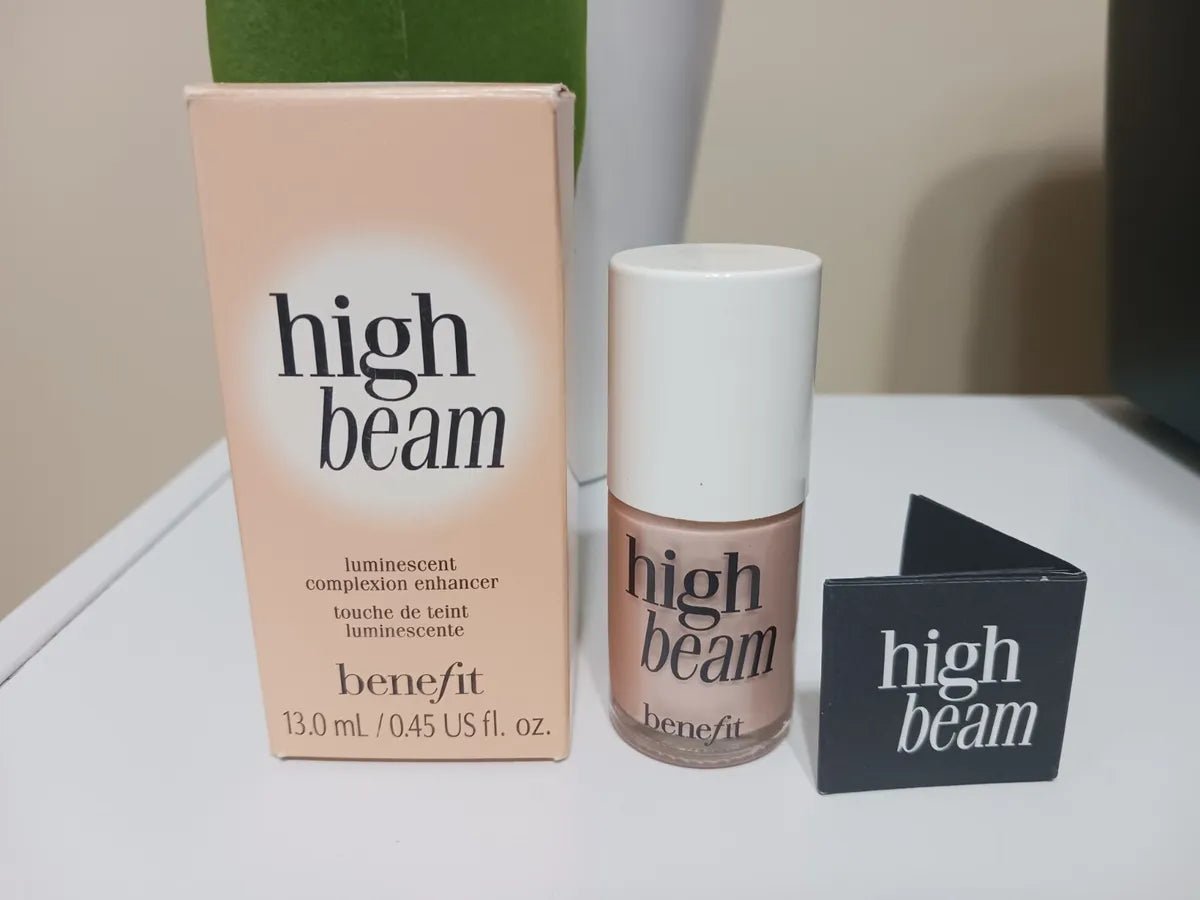 high
beam
luminescent
complexion enhancer
touche de teint
luminescente
benefit
13.0 mL / 0.45 US fl. oz.
high
beam
benefit
high
beam